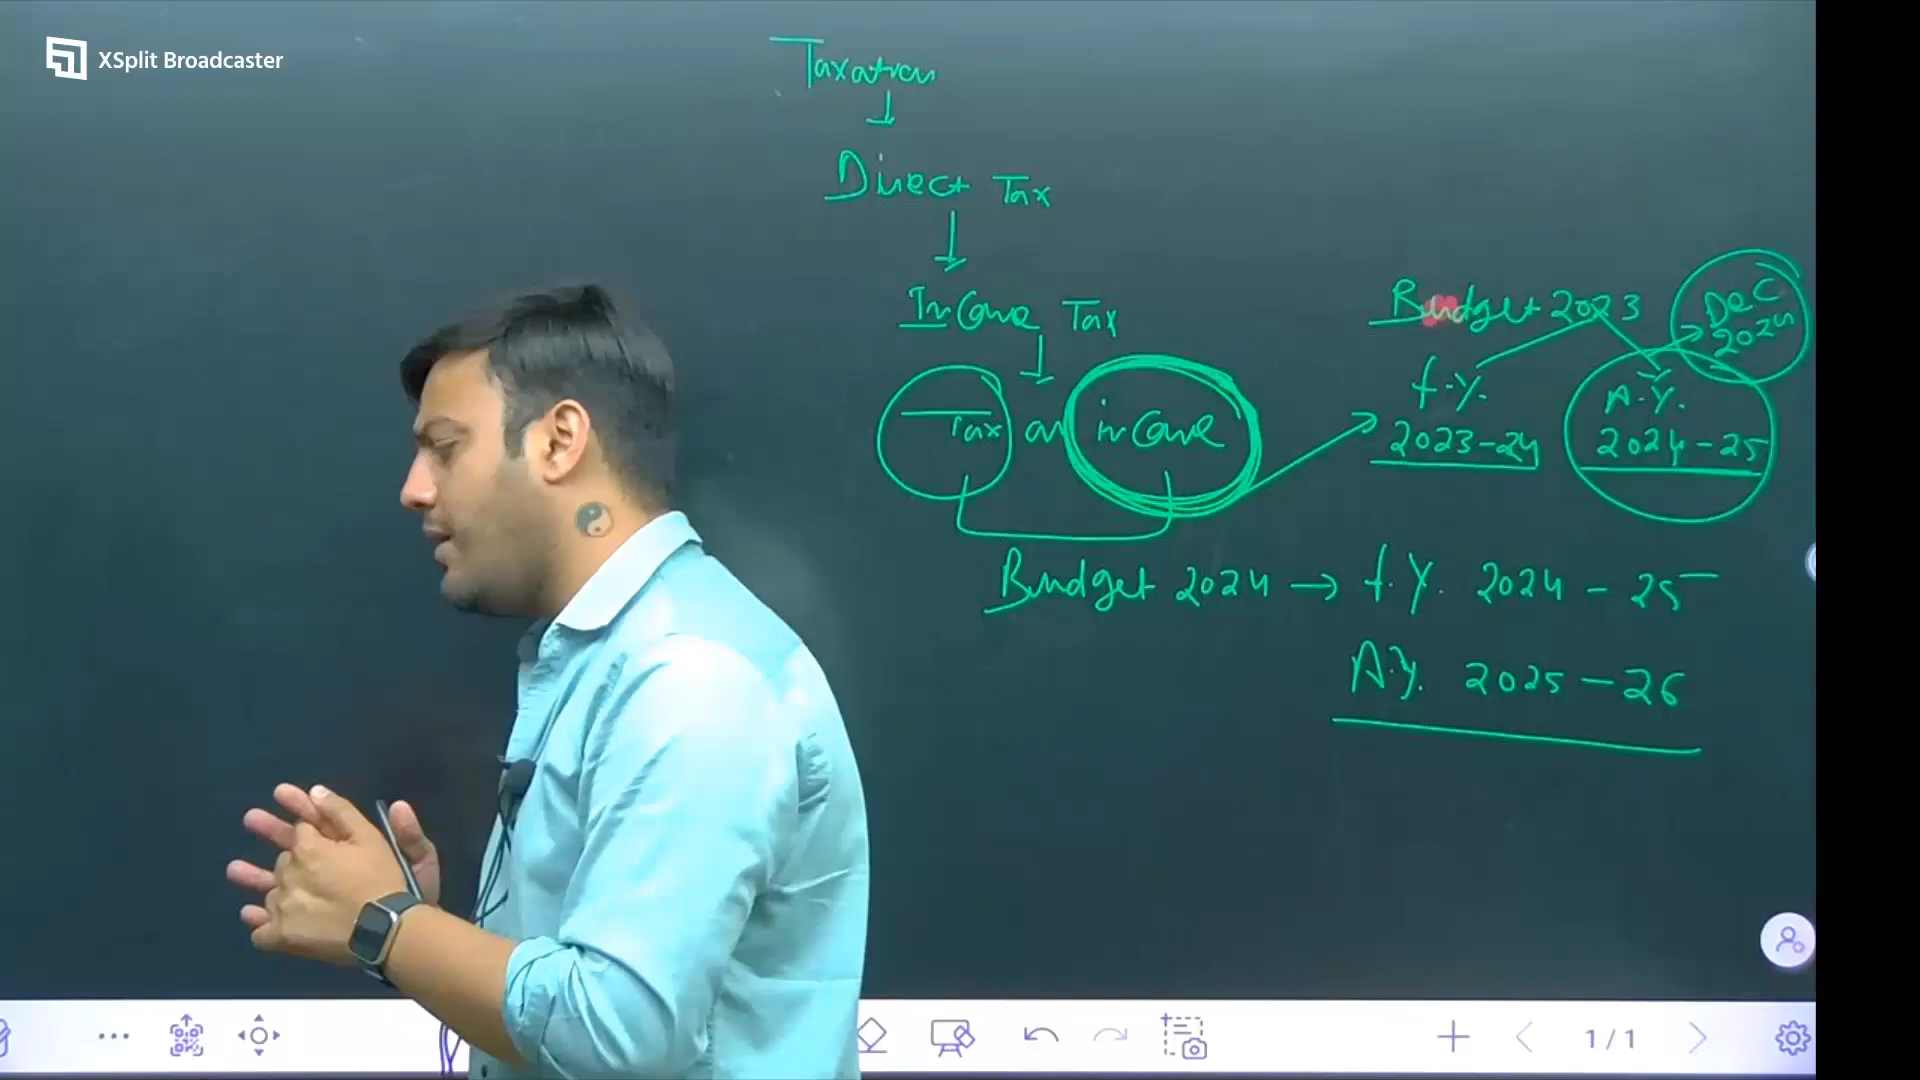 XSplit Broadcaster
Taxation
Direct Tax
InCome Tax
Tax on inCome
Budget 2023
Dec 2024
f.y.
2023-24
A.Y.
2024-25
Budget 2024 → f.y. 2024 - 25
A.y. 2025-26
1/1